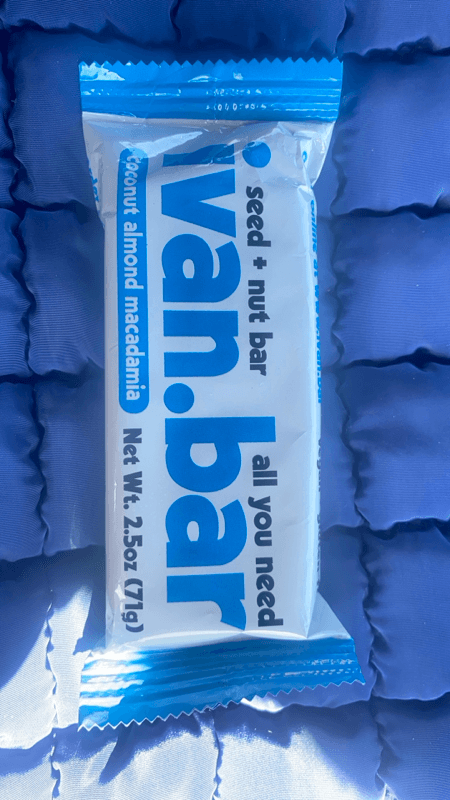 seed + nut bar
all you need
ivan.bar
coconut almond macadamia
Net Wt. 2.5oz (71g)